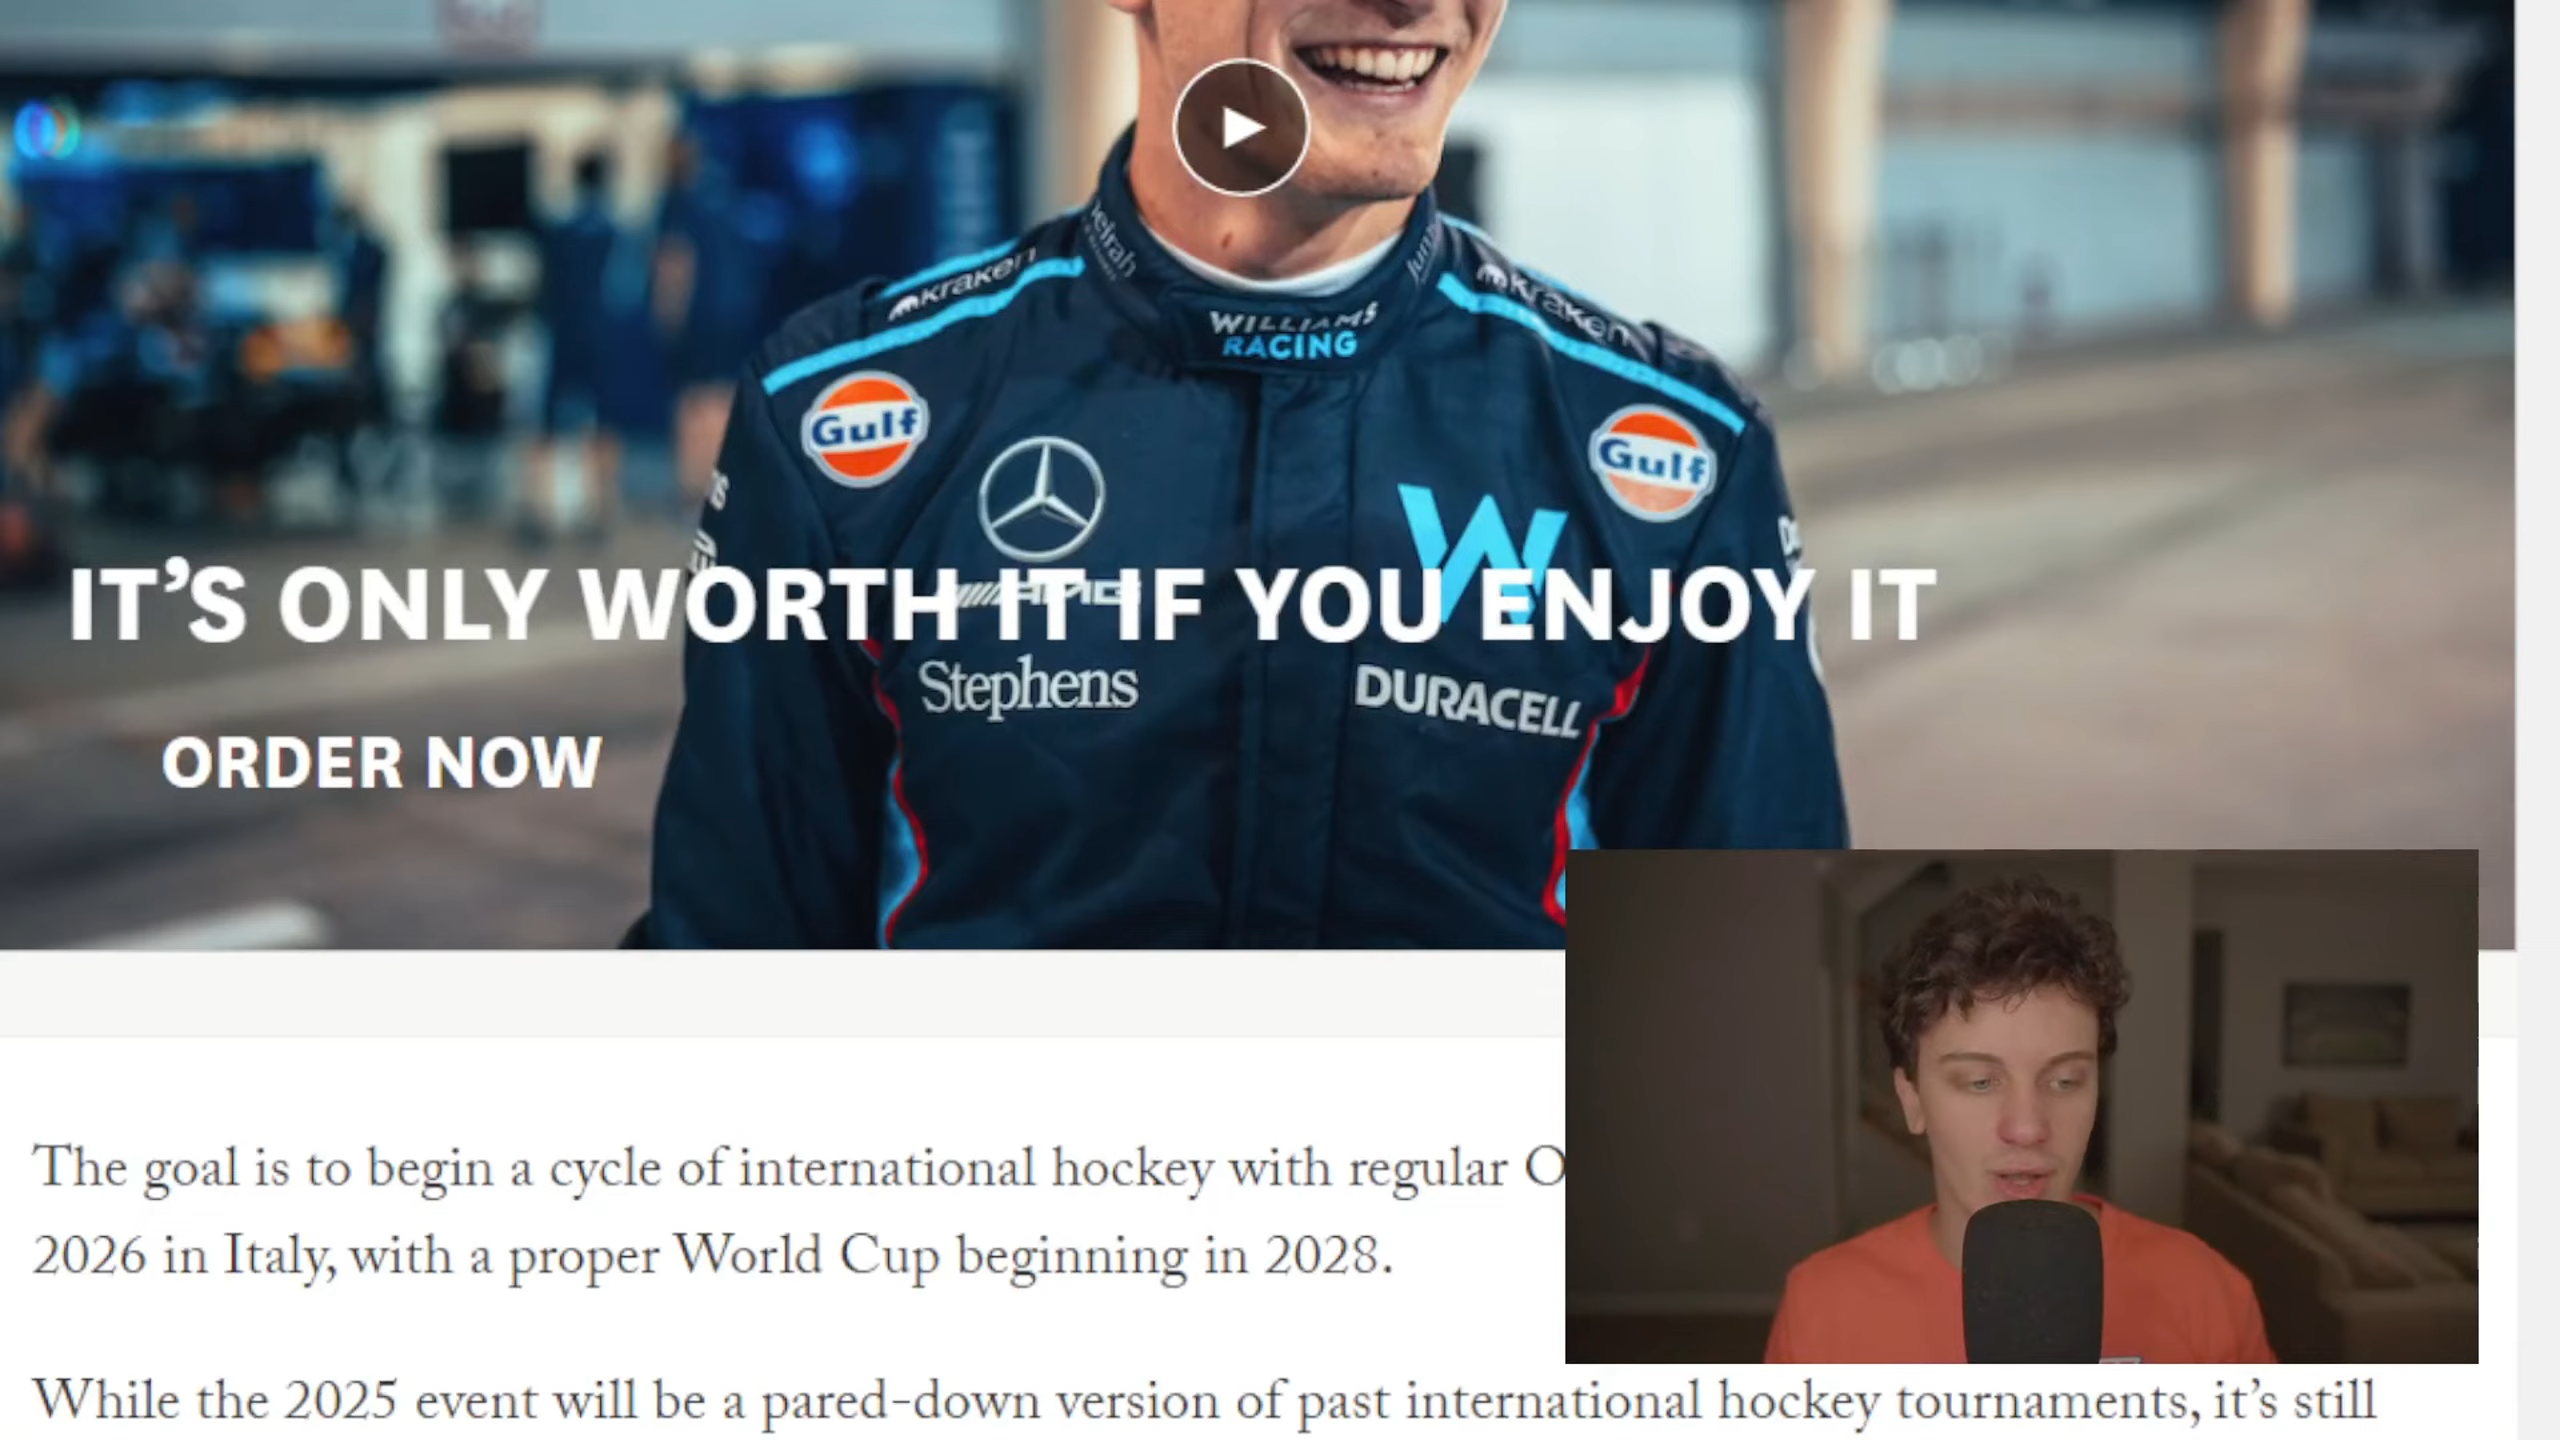 kraken
kraken
WILLIAMS
RACING
Gulf
Gulf
IT'S ONLY WORTH IT IF YOU ENJOY IT
Stephens
DURACELL
ORDER NOW
The goal is to begin a cycle of international hockey with regular O
2026 in Italy, with a proper World Cup beginning in 2028.
While the 2025 event will be a pared-down version of past international hockey tournaments, it's still